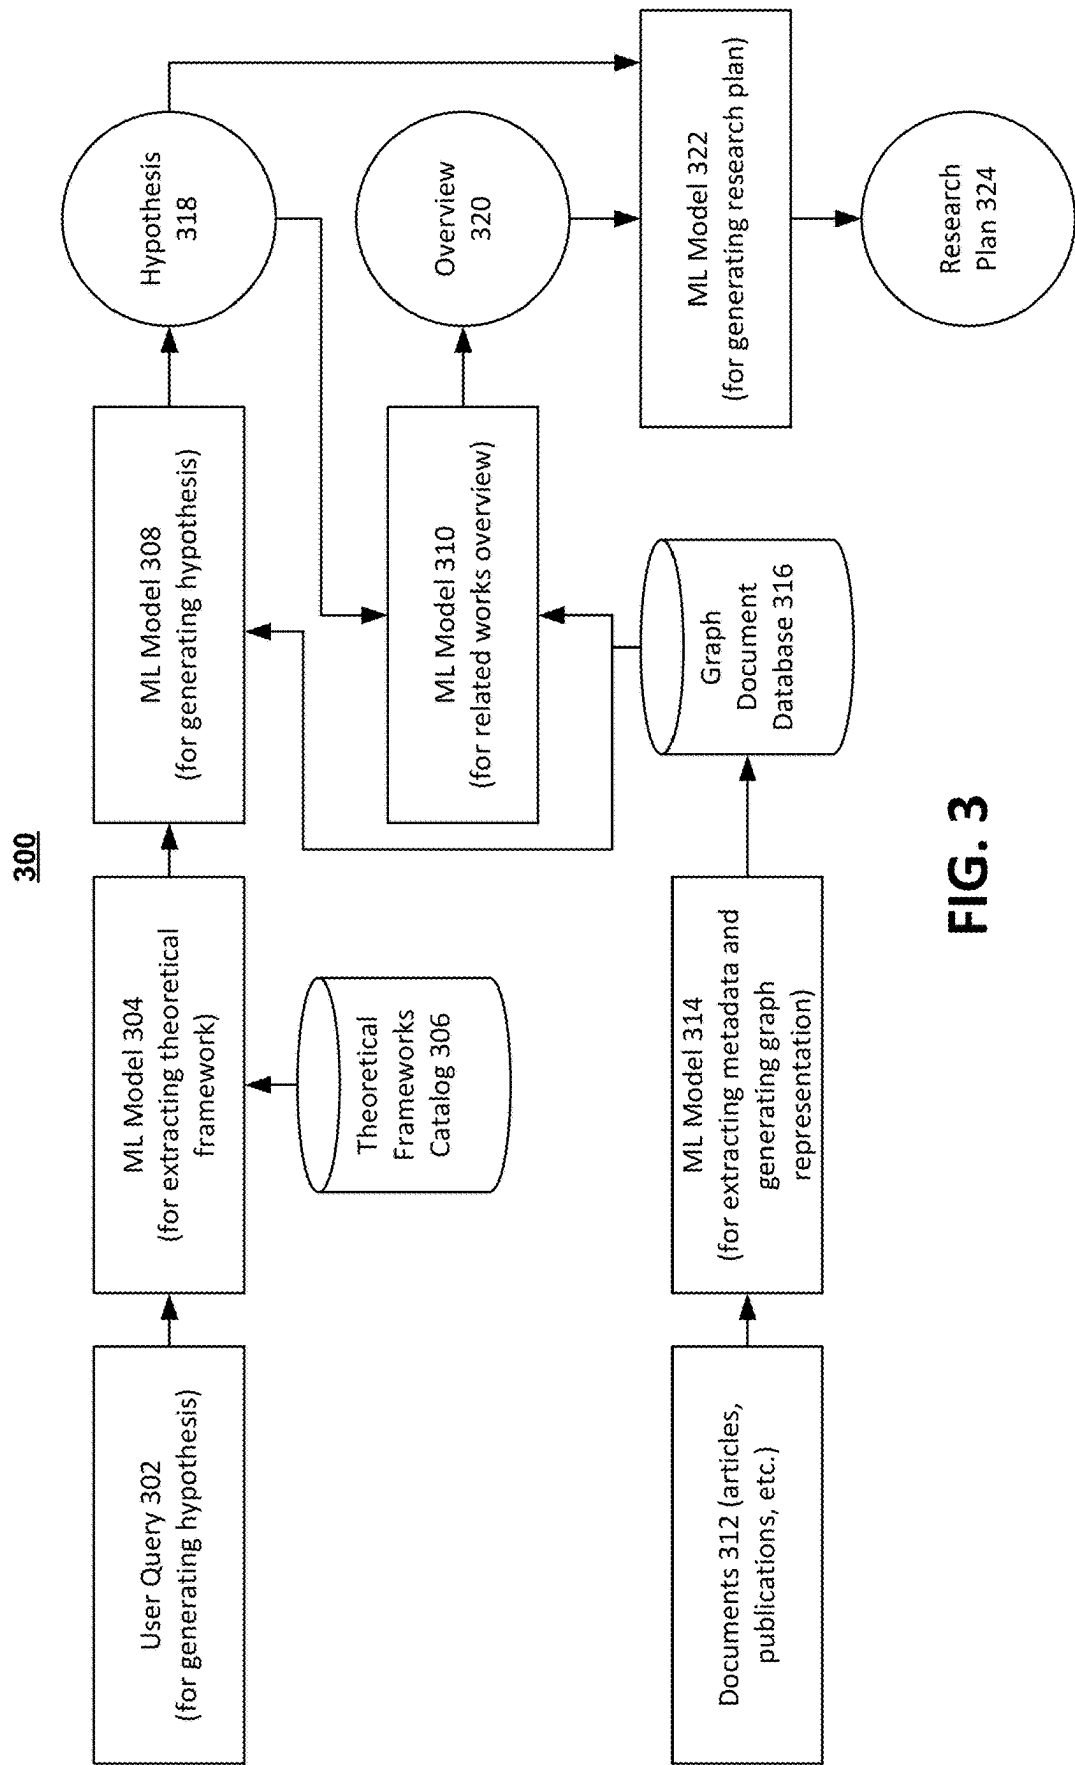 300
User Query 302
(for generating hypothesis)
ML Model 304
(for extracting theoretical
framework)
ML Model 308
(for generating hypothesis)
Hypothesis
318
Theoretical
Frameworks
Catalog 306
ML Model 310
(for related works overview)
Overview
320
Documents 312 (articles,
publications, etc.)
ML Model 314
(for extracting metadata and
generating graph
representation)
Graph
Document
Database 316
ML Model 322
(for generating research plan)
Research
Plan 324
FIG. 3